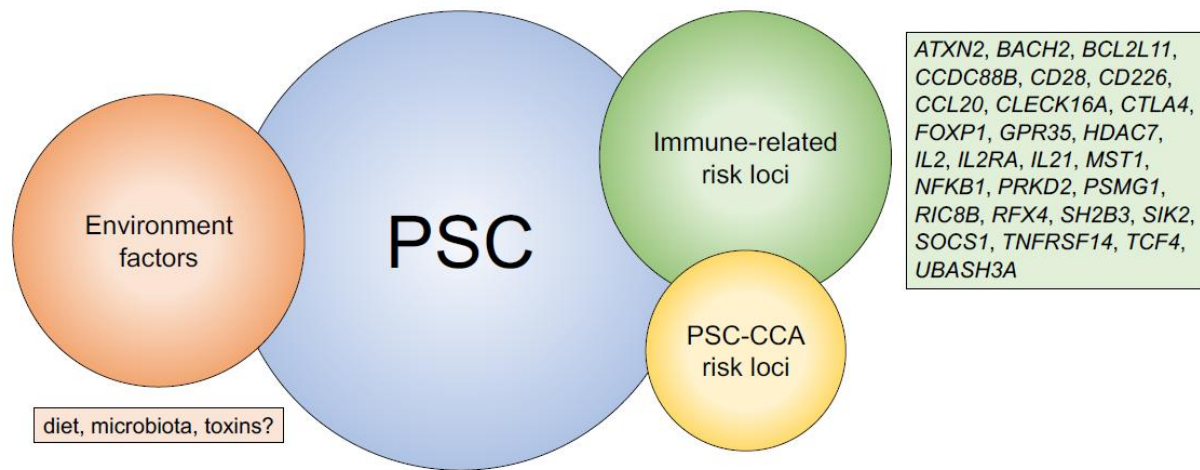 Environment
factors
diet, microbiota, toxins?
PSC
Immune-related
risk loci
PSC-CCA
risk loci
ATXN2, BACH2, BCL2L11,
CCDC88B, CD28, CD226,
CCL20, CLECK16A, CTLA4,
FOXP1, GPR35, HDAC7,
IL2, IL2RA, IL21, MST1,
NFKB1, PRKD2, PSMG1,
RIC8B, RFX4, SH2B3, SIK2,
SOCS1, TNFRSF14, TCF4,
UBASH3A